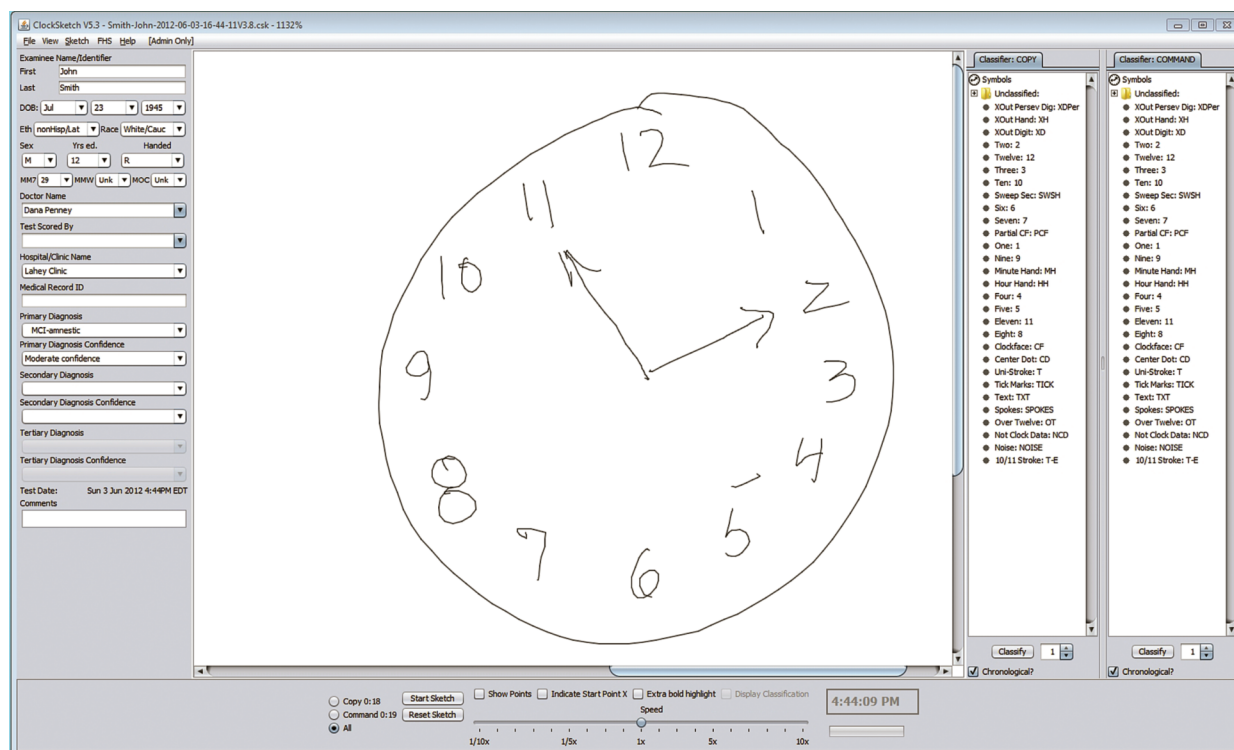 ClockSketch V5.3 - Smith-John-2012-06-03-16-44-11V3.8.csk - 1132%
File View Sketch FHS Help [Admin Only]
Examinee Name/Identifier
First John
Last Smith
DOB: Jul 23 1945
Eth nonHisp/Lat Race White/Cauc
Sex Yrs ed. Handed
M 12 R
MM7 29 MMW Unk MOC Unk
Doctor Name
Dana Penney
Test Scored By
Hospital/Clinic Name
Lahey Clinic
Medical Record ID
Primary Diagnosis
MCI-amnestic
Primary Diagnosis Confidence
Moderate confidence
Secondary Diagnosis
Secondary Diagnosis Confidence
Tertiary Diagnosis
Tertiary Diagnosis Confidence
Test Date: Sun 3 Jun 2012 4:44PM EDT
Comments
12
11
1
10
2
9
3
4
8
5
7
6
Classifier: COPY
Symbols
Unclassified:
XOut Persev Dig: XDPer
XOut Hand: XH
XOut Digit: XD
Two: 2
Twelve: 12
Three: 3
Ten: 10
Sweep Sec: SWSH
Six: 6
Seven: 7
Partial CF: PCF
One: 1
Nine: 9
Minute Hand: MH
Hour Hand: HH
Four: 4
Five: 5
Eleven: 11
Eight: 8
Clockface: CF
Center Dot: CD
Uni-Stroke: T
Tick Marks: TICK
Text: TXT
Spokes: SPOKES
Over Twelve: OT
Not Clock Data: NCD
Noise: NOISE
10/11 Stroke: T-E
Classify 1
Chronological?
Classifier: COMMAND
Symbols
Unclassified:
XOut Persev Dig: XDPer
XOut Hand: XH
XOut Digit: XD
Two: 2
Twelve: 12
Three: 3
Ten: 10
Sweep Sec: SWSH
Six: 6
Seven: 7
Partial CF: PCF
One: 1
Nine: 9
Minute Hand: MH
Hour Hand: HH
Four: 4
Five: 5
Eleven: 11
Eight: 8
Clockface: CF
Center Dot: CD
Uni-Stroke: T
Tick Marks: TICK
Text: TXT
Spokes: SPOKES
Over Twelve: OT
Not Clock Data: NCD
Noise: NOISE
10/11 Stroke: T-E
Classify 1
Chronological?
Copy 0:18 Start Sketch
Command 0:19 Reset Sketch
All
Show Points Indicate Start Point X Extra bold highlight Display Classification
Speed
1/10x 1/5x 1x 5x 10x
4:44:09 PM